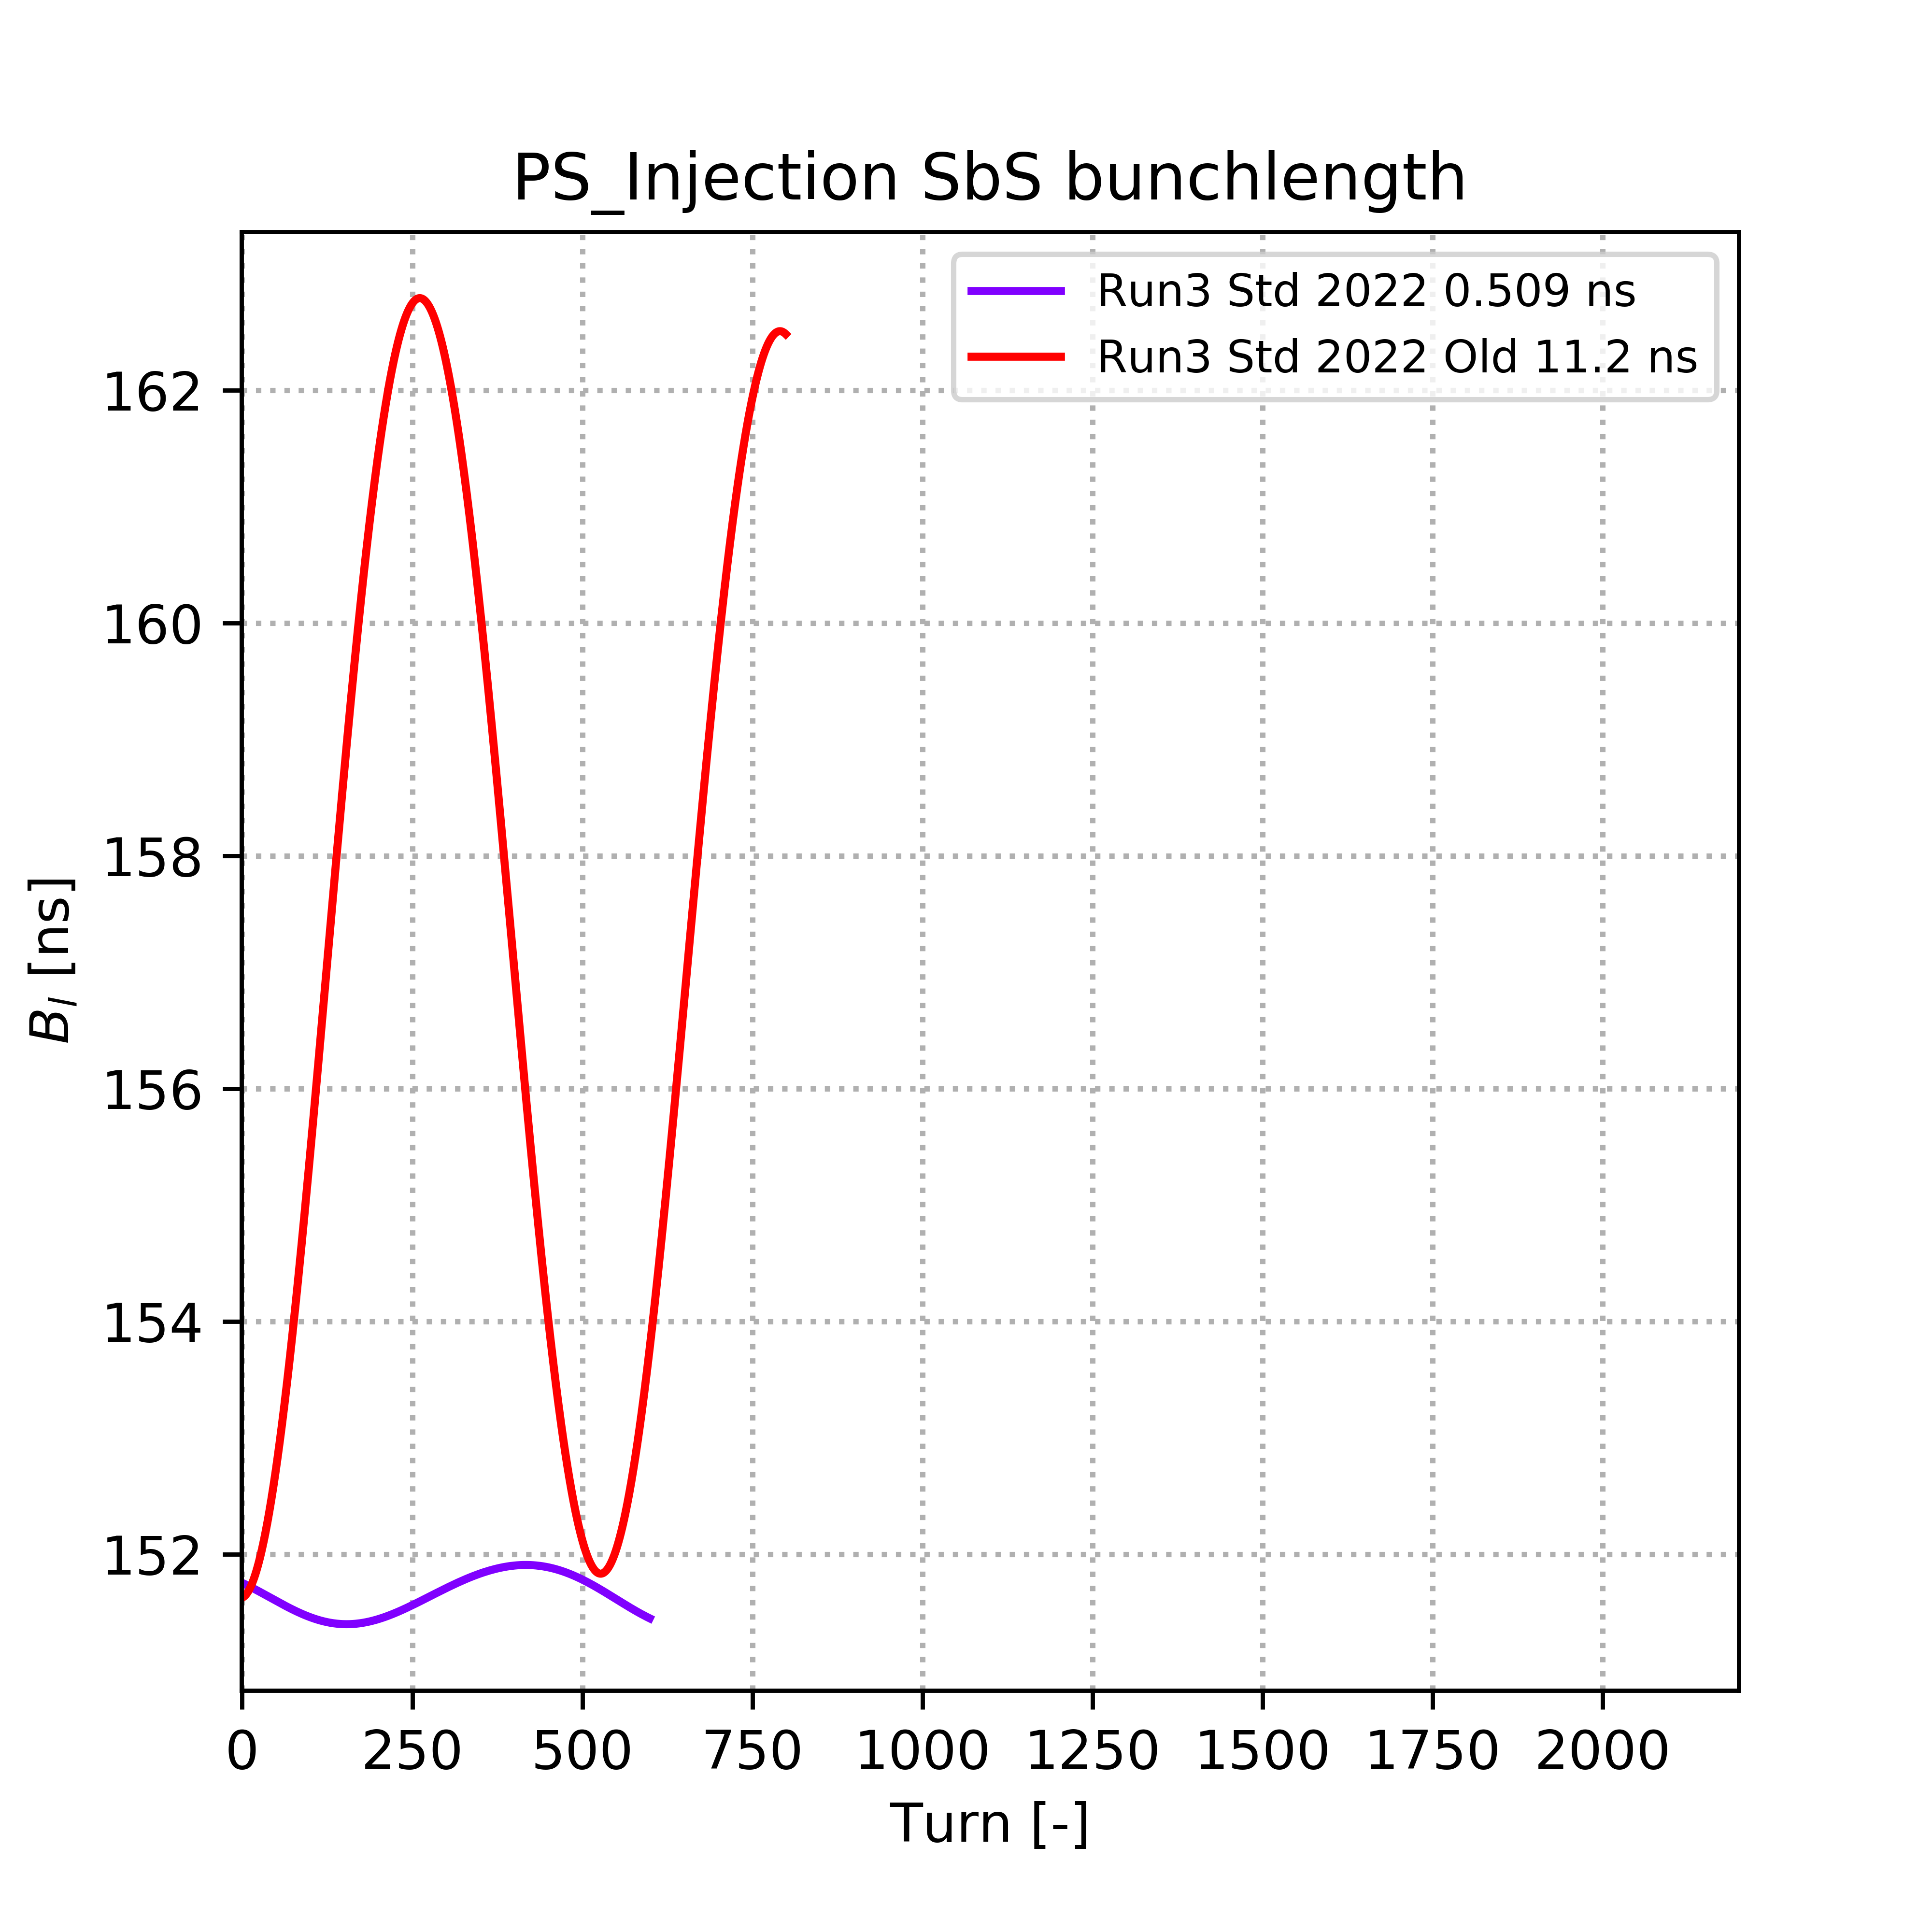 PS_Injection SbS bunchlength
Run3 Std 2022 0.509 ns
Run3 Std 2022 Old 11.2 ns
162
160
158
156
154
152
B_l [ns]
0 250 500 750 1000 1250 1500 1750 2000
Turn [-]